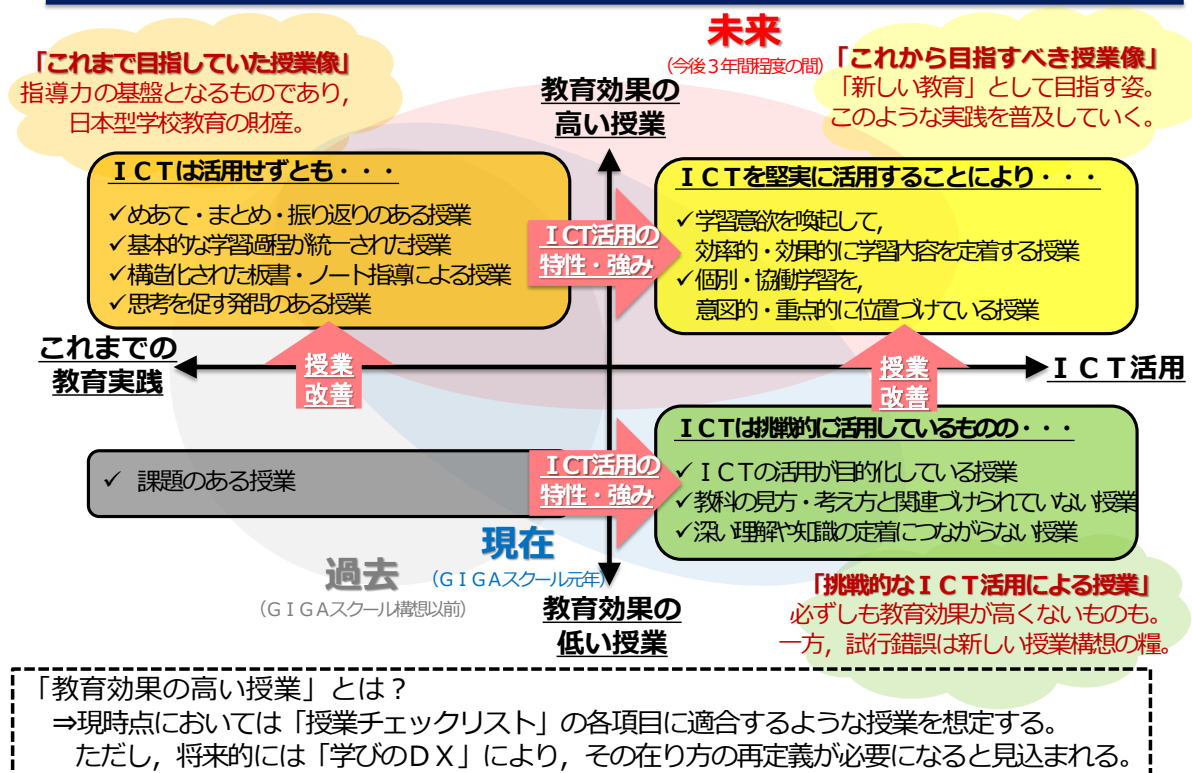 未来
(今後３年間程度の間)
「これまで目指していた授業像」
指導力の基盤となるものであり，
日本型学校教育の財産。
「これから目指すべき授業像」
「新しい教育」として目指す姿。
このような実践を普及していく。
教育効果の
高い授業
ＩＣＴは活用せずとも・・・
✓めあて・まとめ・振り返りのある授業
✓基本的な学習過程が統一された授業
✓構造化された板書・ノート指導による授業
✓思考を促す発問のある授業
ＩＣＴ活用の
特性・強み
ＩＣＴを堅実に活用することにより・・・
✓学習意欲を喚起して，
効率的・効果的に学習内容を定着する授業
✓個別・協働学習を，
意図的・重点的に位置づけている授業
これまでの
教育実践
授業
改善
授業
改善
ＩＣＴ活用
✓ 課題のある授業
ＩＣＴ活用の
特性・強み
ＩＣＴは挑戦的に活用しているものの・・・
✓ＩＣＴの活用が目的化している授業
✓教科の見方・考え方と関連づけられていない授業
✓深い理解や知識の定着につながらない授業
現在
(ＧＩＧＡスクール元年)
過去
(ＧＩＧＡスクール構想以前)
教育効果の
低い授業
「挑戦的なＩＣＴ活用による授業」
必ずしも教育効果が高くないものも。
一方，試行錯誤は新しい授業構想の糧。
「教育効果の高い授業」とは？
⇒現時点においては「授業チェックリスト」の各項目に適合するような授業を想定する。
ただし，将来的には「学びのＤＸ」により，その在り方の再定義が必要になると見込まれる。